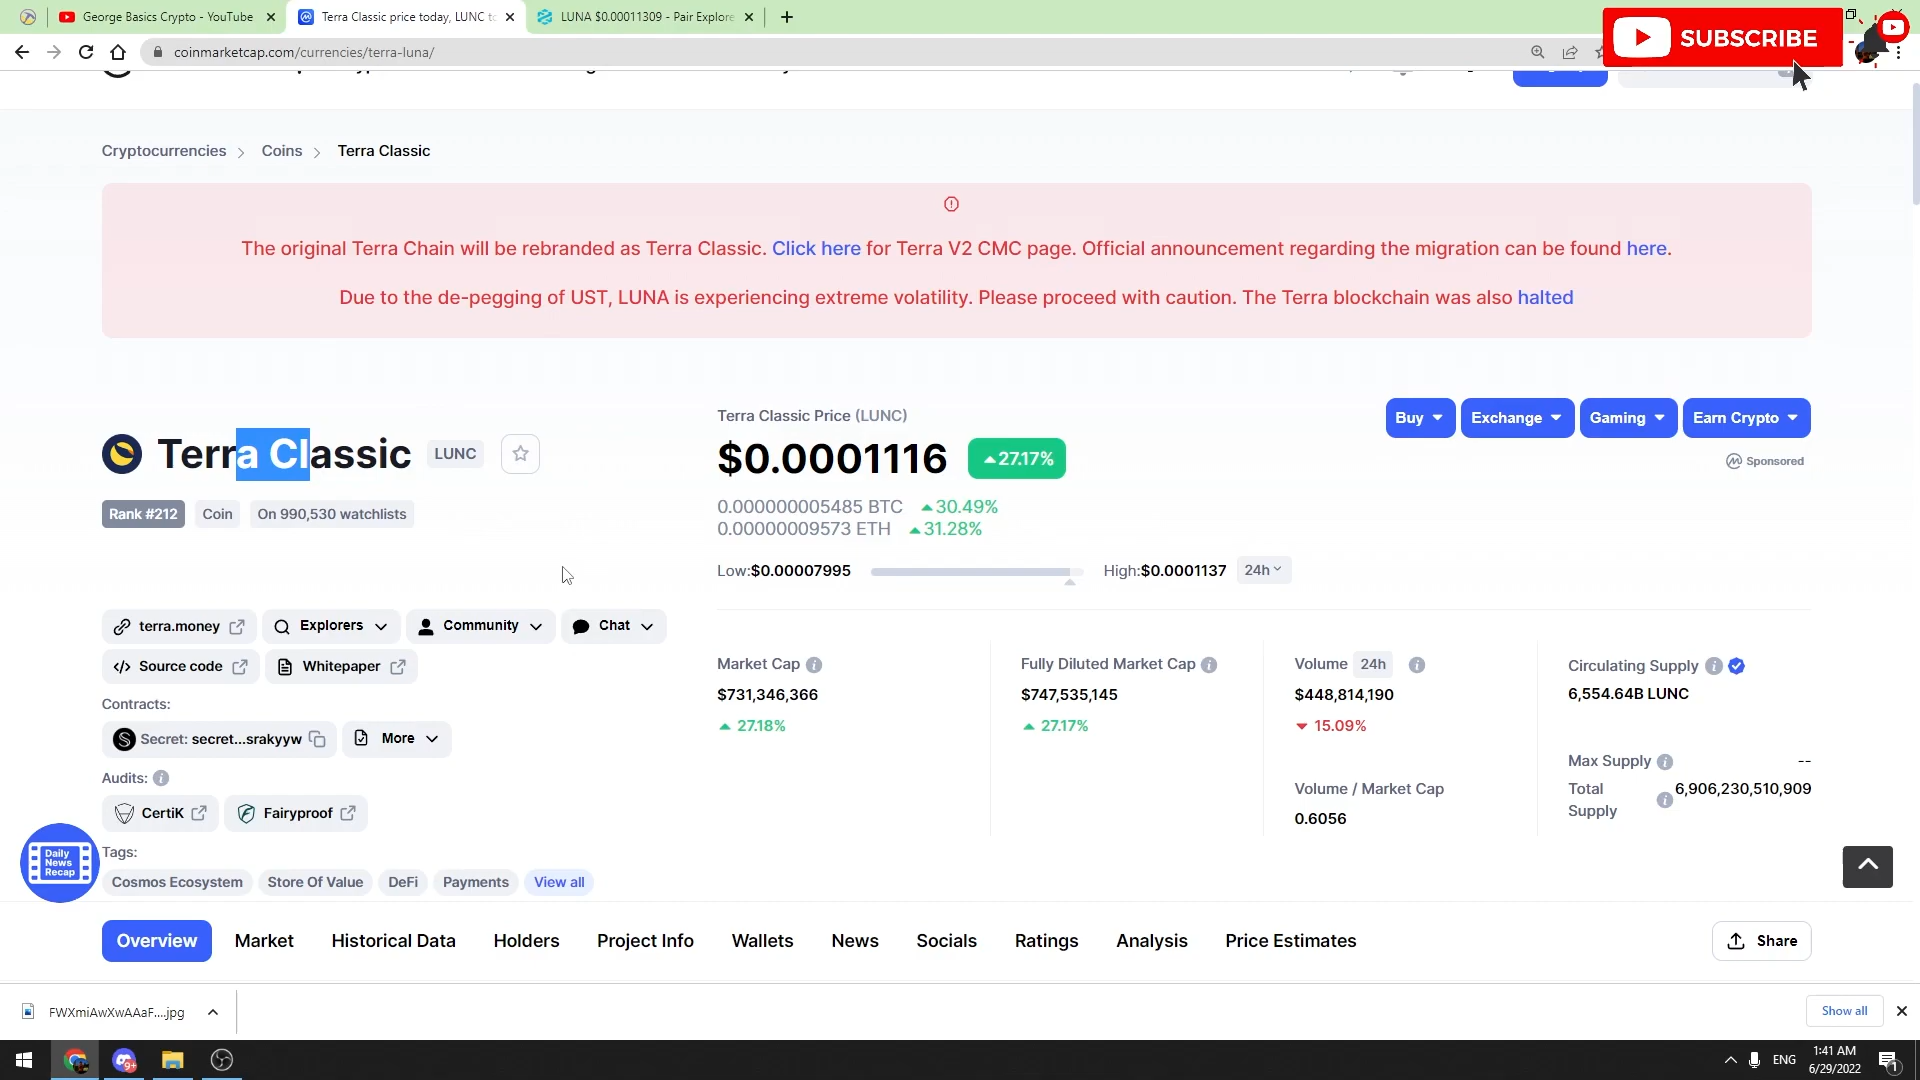 George Basics Crypto - YouTube
Terra Classic price today, LUNC to
LUNA $0.00011309 - Pair Explore
coinmarketcap.com/currencies/terra-luna/
SUBSCRIBE
Cryptocurrencies
Coins
Terra Classic
The original Terra Chain will be rebranded as Terra Classic. Click here for Terra V2 CMC page. Official announcement regarding the migration can be found here.
Due to the de-pegging of UST, LUNA is experiencing extreme volatility. Please proceed with caution. The Terra blockchain was also halted
Terra Classic LUNC
Rank #212
Coin
On 990,530 watchlists
Terra Classic Price (LUNC)
$0.0001116
27.17%
0.000000005485 BTC 30.49%
0.00000009573 ETH 31.28%
Low:$0.00007995
High:$0.0001137
24h
Buy
Exchange
Gaming
Earn Crypto
Sponsored
terra.money
Explorers
Community
Chat
Source code
Whitepaper
Contracts:
Secret: secret...srakyyw
More
Audits:
CertiK
Fairyproof
Tags:
Cosmos Ecosystem
Store Of Value
DeFi
Payments
View all
Daily
News
Recap
Market Cap
$731,346,366
27.18%
Fully Diluted Market Cap
$747,535,145
27.17%
Volume 24h
$448,814,190
15.09%
Volume / Market Cap
0.6056
Circulating Supply
6,554.64B LUNC
Max Supply --
Total Supply
6,906,230,510,909
Overview
Market
Historical Data
Holders
Project Info
Wallets
News
Socials
Ratings
Analysis
Price Estimates
Share
FWXmiAwXwAAaF....jpg
Show all
9+
ENG
1:41 AM
6/29/2022
1